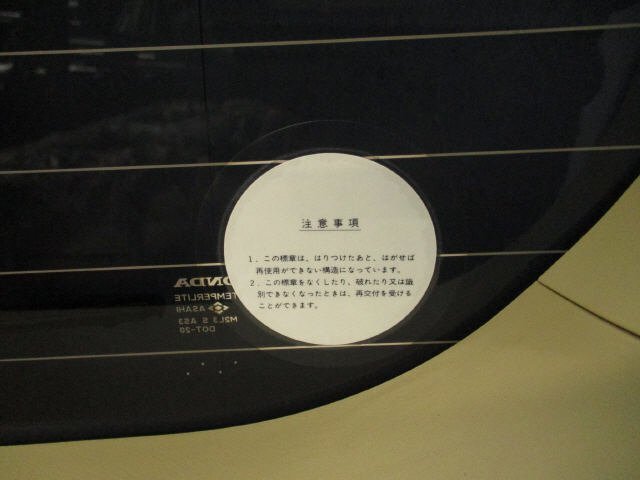 注意事項
1. この標章は、はりつけたあと、はがせば
再使用ができない構造になっています。
2. この標章をなくしたり、破れたり又は識
別できなくなったときは、再交付を受ける
ことができます。
HONDA
TEMPERLITE
ASAHI
M2L3 S AS3
DOT-20